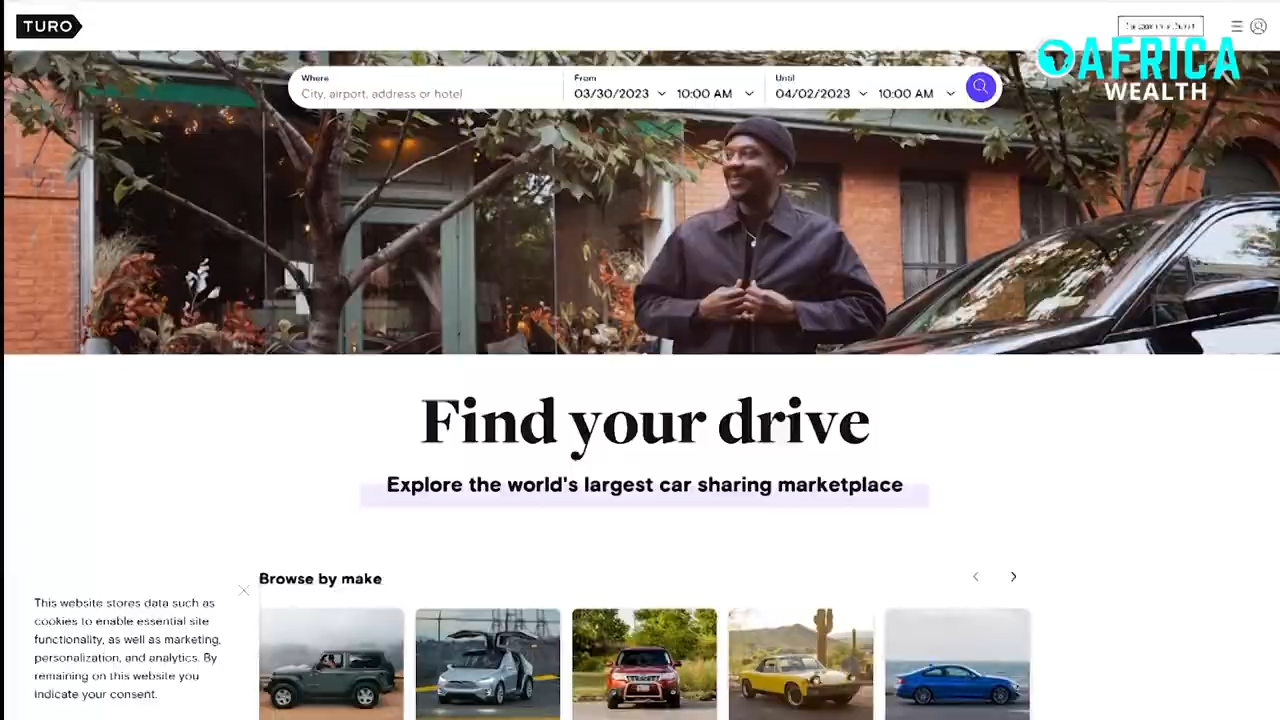 TURO
AFRICA
WEALTH
Where
From
Until
City, airport, address or hotel
03/30/2023
10:00 AM
04/02/2023
10:00 AM
Find your drive
Explore the world's largest car sharing marketplace
Browse by make
This website stores data such as
cookies to enable essential site
functionality, as well as marketing,
personalization, and analytics. By
remaining on this website you
indicate your consent.